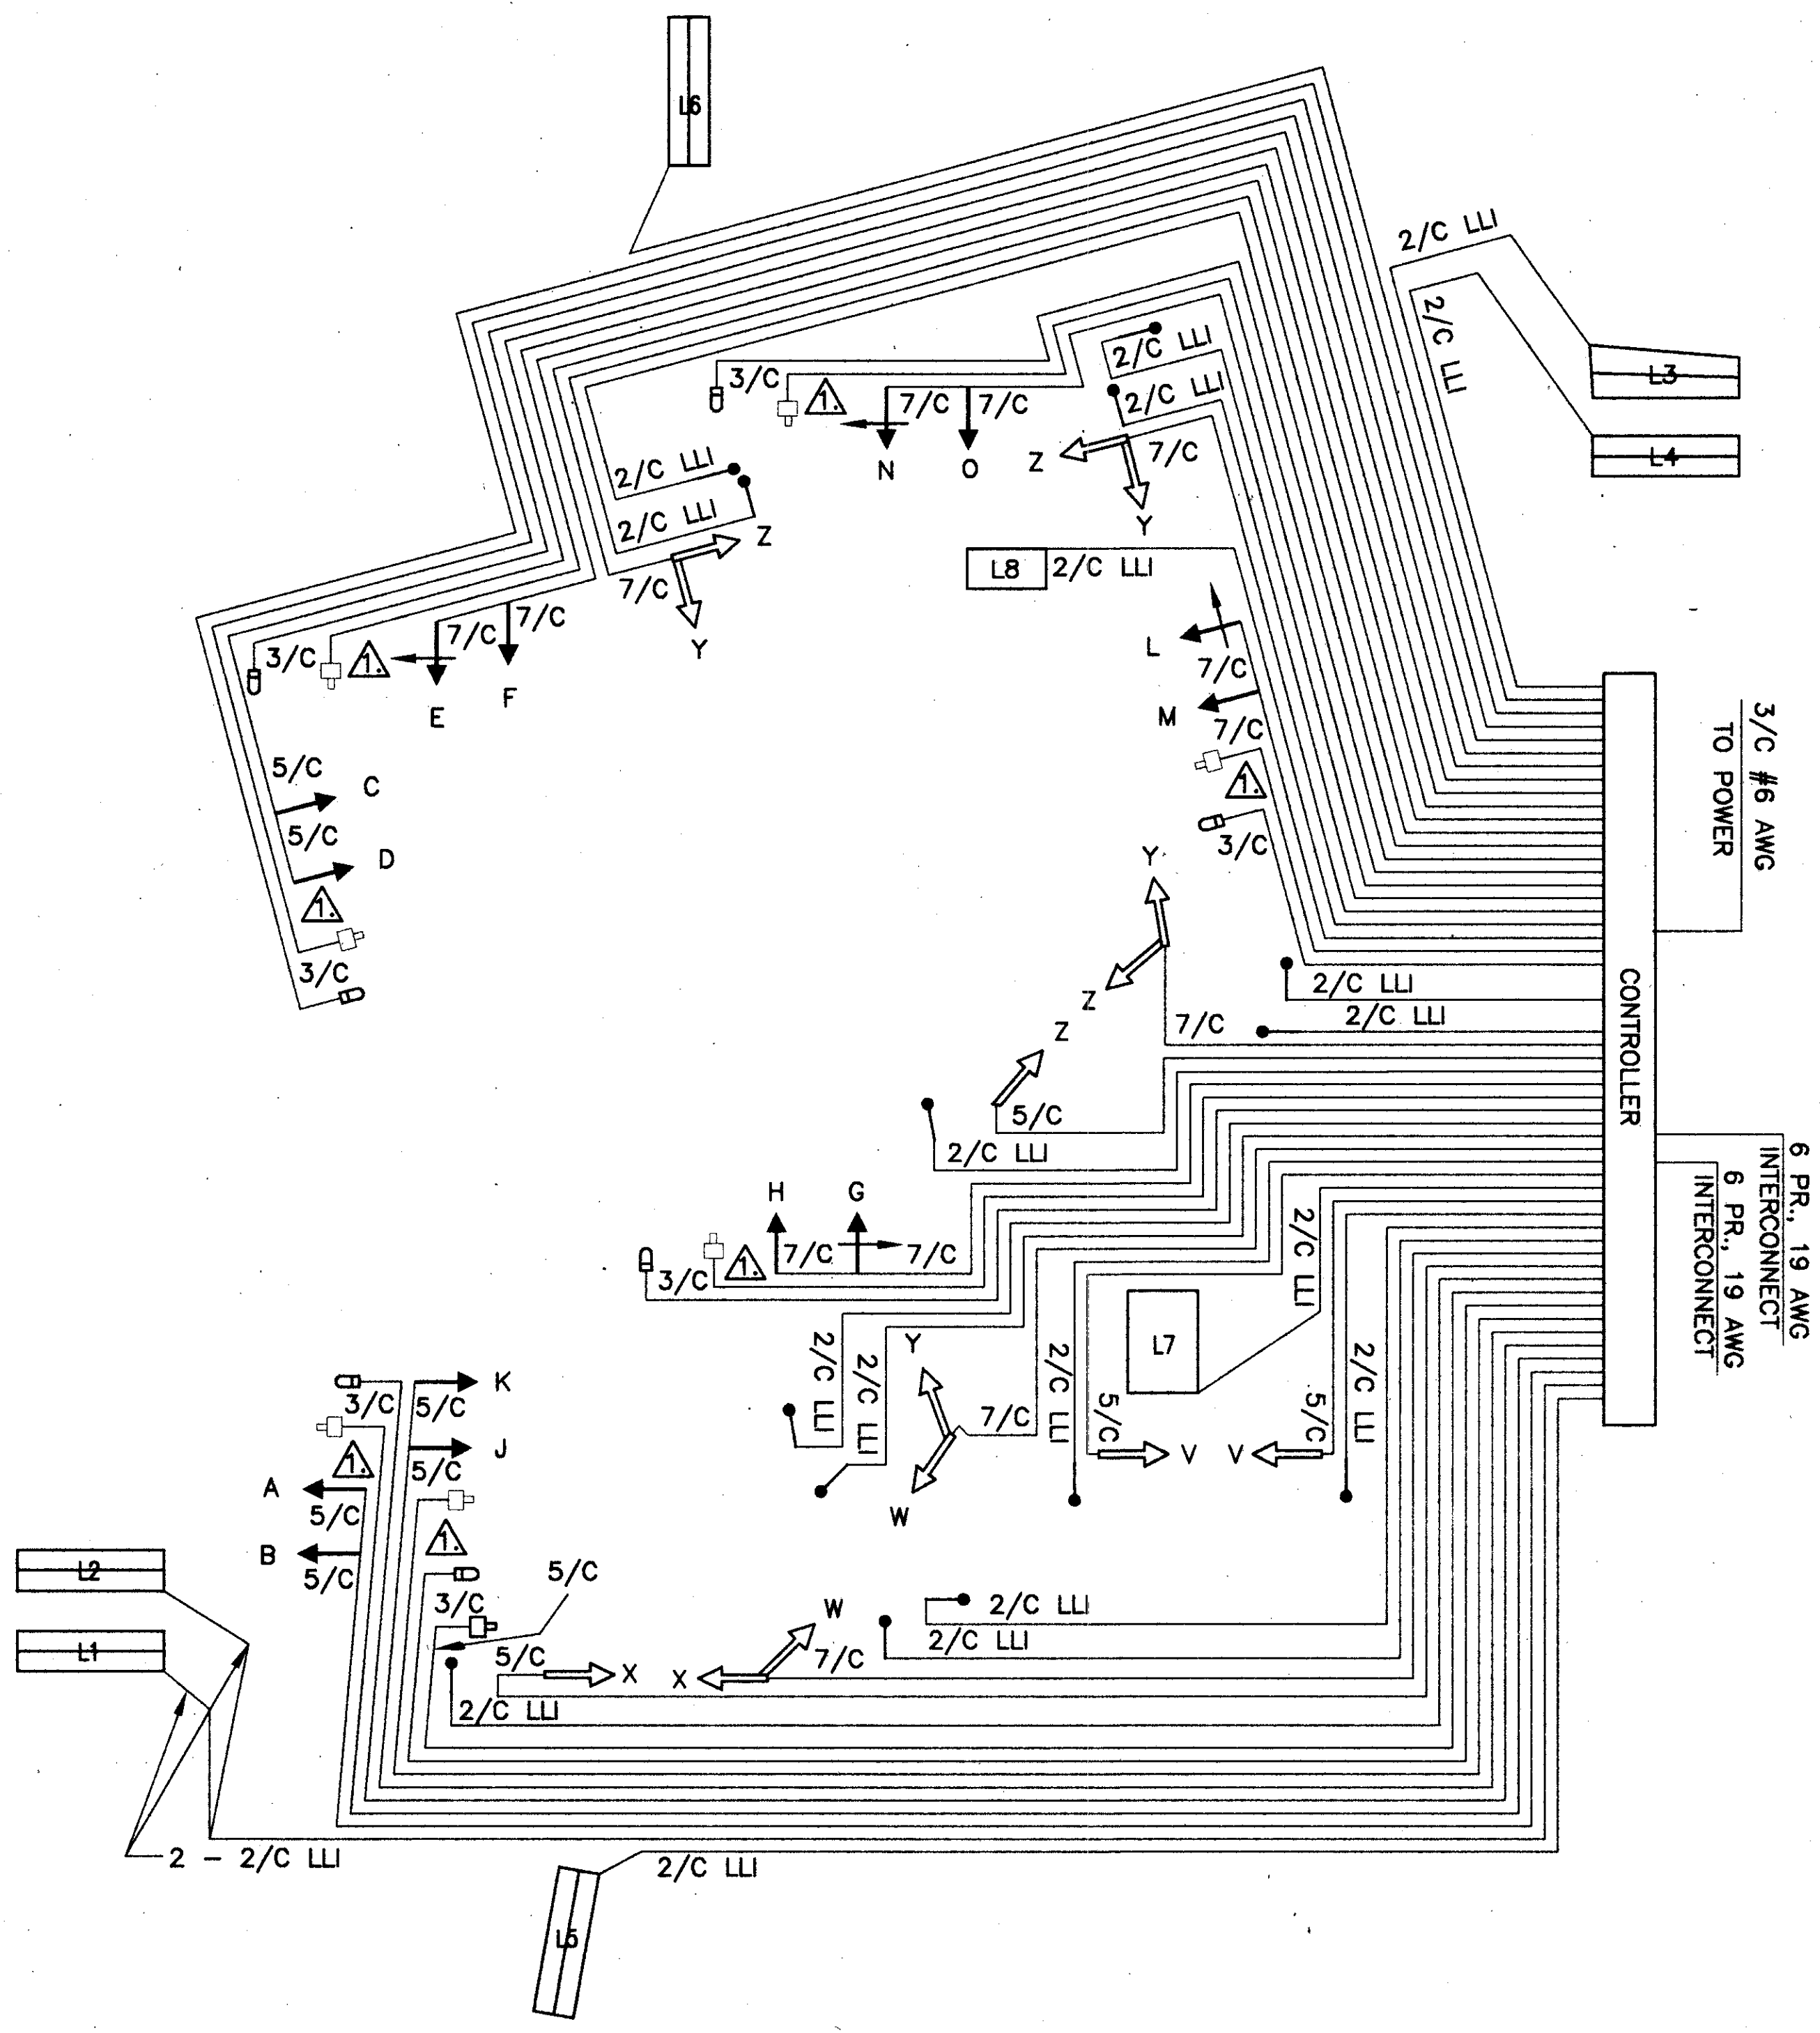 L6
2/C LLI
2/C LLI
L3
L4
2/C LLI
2/C LLI
3/C
1.
7/C
7/C
N
O
Z
7/C
Y
2/C LLI
2/C LLI
Z
7/C
Y
L8
2/C LLI
3/C
1.
7/C
7/C
E
F
L
7/C
M
7/C
1.
3/C
5/C
C
5/C
D
1.
3/C
3/C #6 AWG
TO POWER
CONTROLLER
Y
Z
7/C
2/C LLI
2/C LLI
Z
5/C
2/C LLI
6 PR., 19 AWG
INTERCONNECT
6 PR., 19 AWG
INTERCONNECT
H
G
7/C
7/C
1.
3/C
2/C LLI
L7
2/C LLI
2/C LLI
Y
7/C
W
2/C LLI
5/C
V
V
5/C
2/C LLI
3/C
5/C
K
5/C
J
1.
A
5/C
B
5/C
1.
3/C
5/C
L2
L1
2/C LLI
2/C LLI
W
7/C
5/C
X
X
2/C LLI
2 - 2/C LLI
2/C LLI
L5